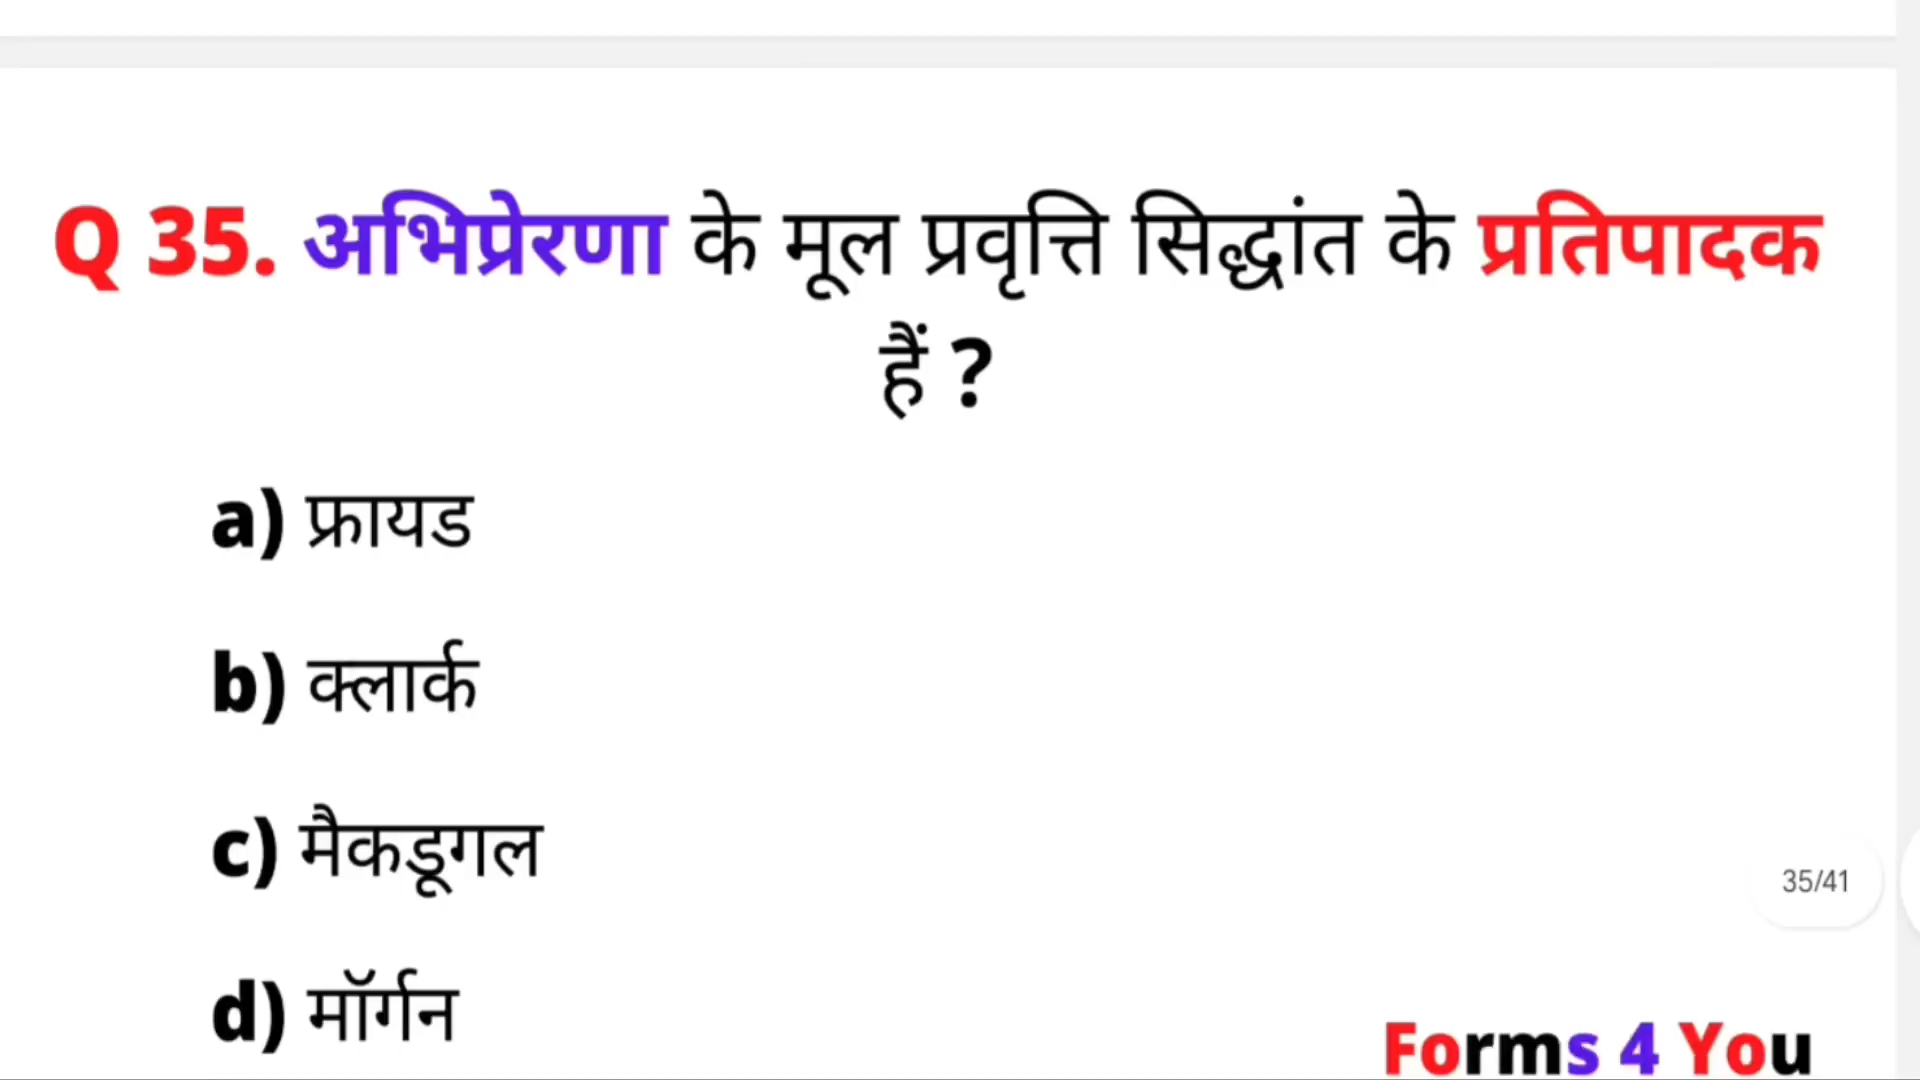 Q 35. अभिप्रेरणा के मूल प्रवृत्ति सिद्धांत के प्रतिपादक
हैं ?
a) फ्रायड
b) क्लार्क
c) मैकडूगल
35/41
d) मॉर्गन
Forms 4 You